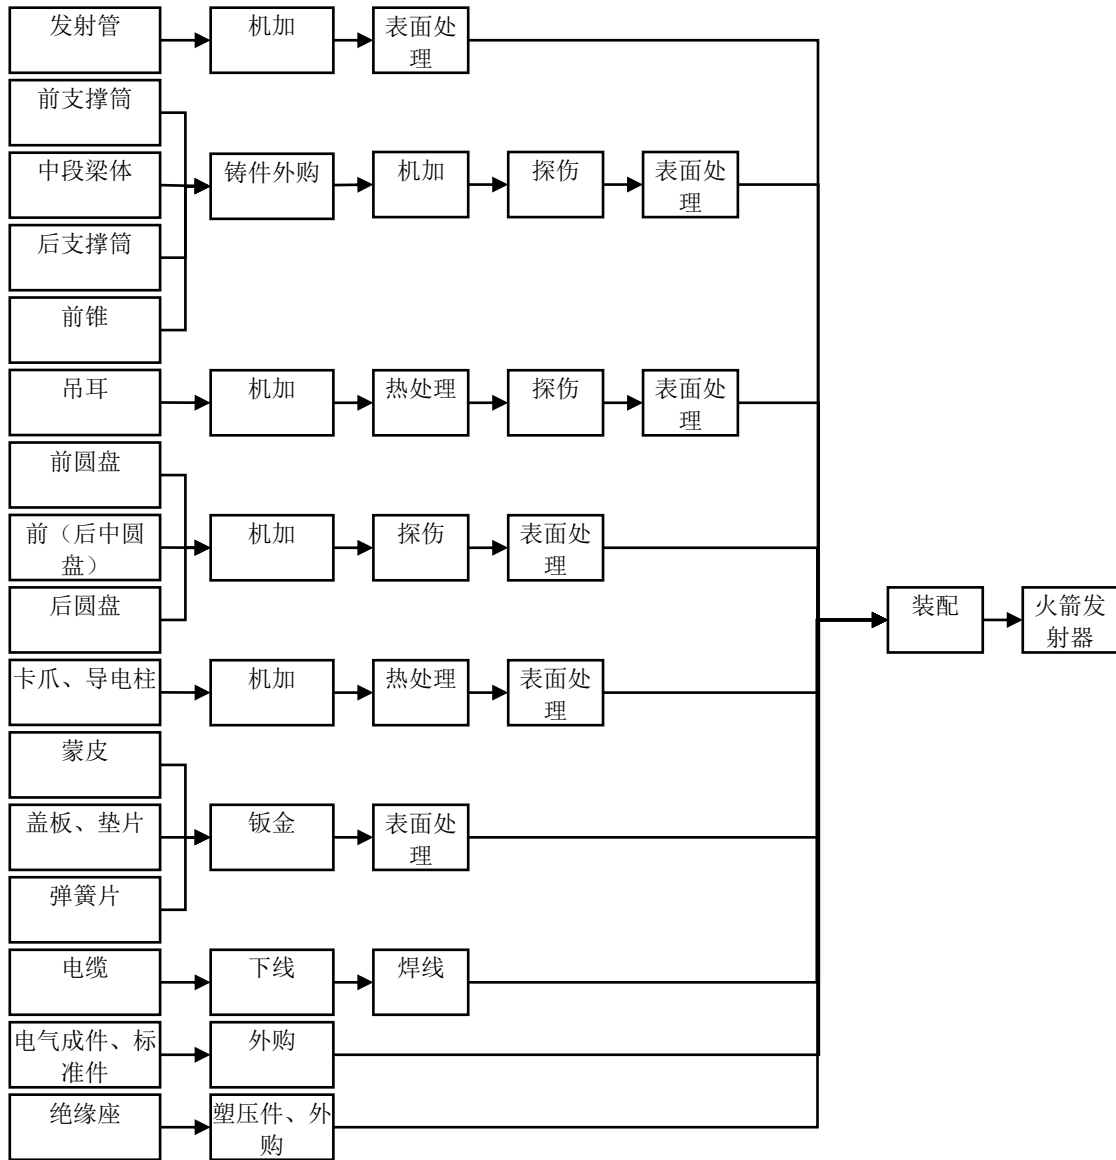 发射管
机加
表面处
理
前支撑筒
中段梁体
铸件外购
机加
探伤
表面处
理
后支撑筒
前锥
吊耳
机加
热处理
探伤
表面处
理
前圆盘
前（后中圆
盘）
机加
探伤
表面处
理
后圆盘
装配
火箭发
射器
卡爪、导电柱
机加
热处理
表面处
理
蒙皮
盖板、垫片
钣金
表面处
理
弹簧片
电缆
下线
焊线
电气成件、标
准件
外购
绝缘座
塑压件、外
购